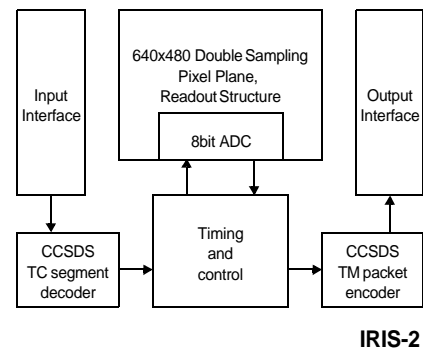 Input
Interface
640x480 Double Sampling
Pixel Plane,
Readout Structure
8bit ADC
Output
Interface
CCSDS
TC segment
decoder
Timing
and
control
CCSDS
TM packet
encoder
IRIS-2